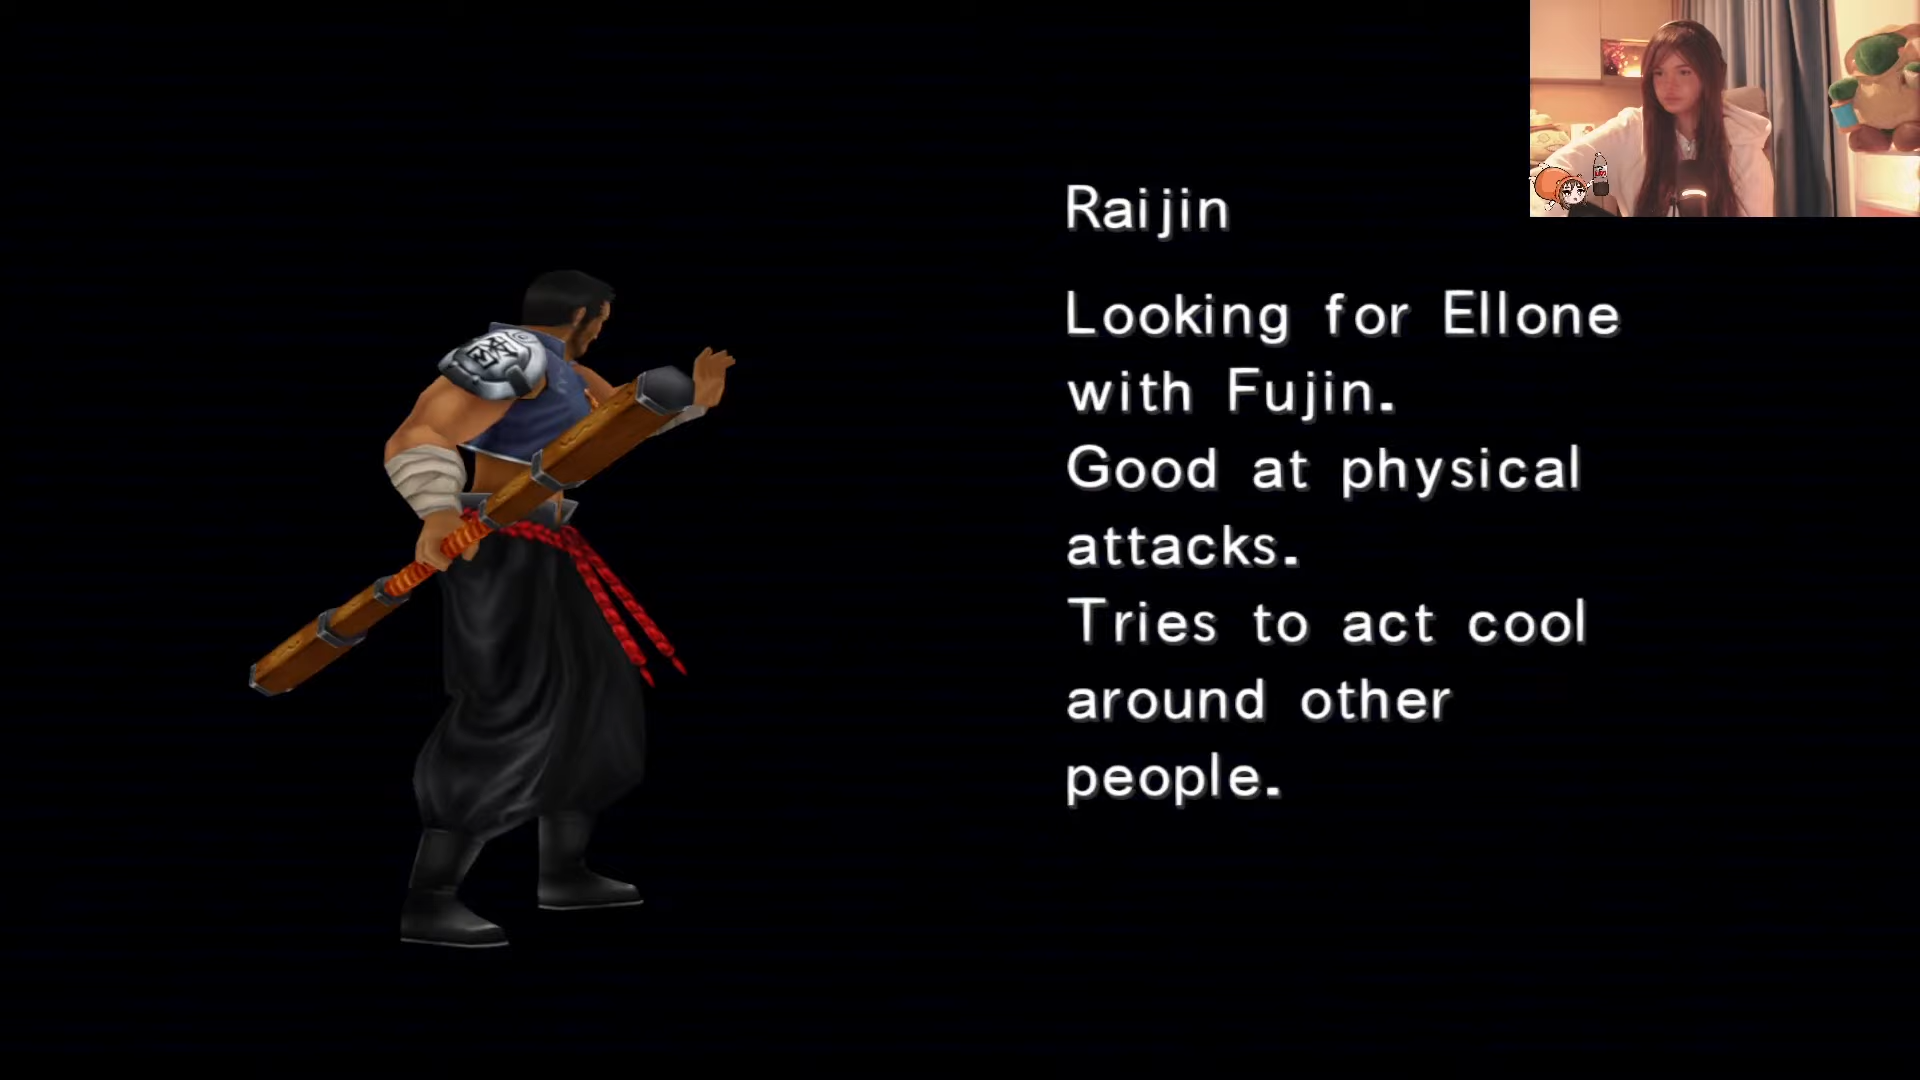 Raijin
Looking for Ellone
with Fujin.
Good at physical
attacks.
Tries to act cool
around other
people.